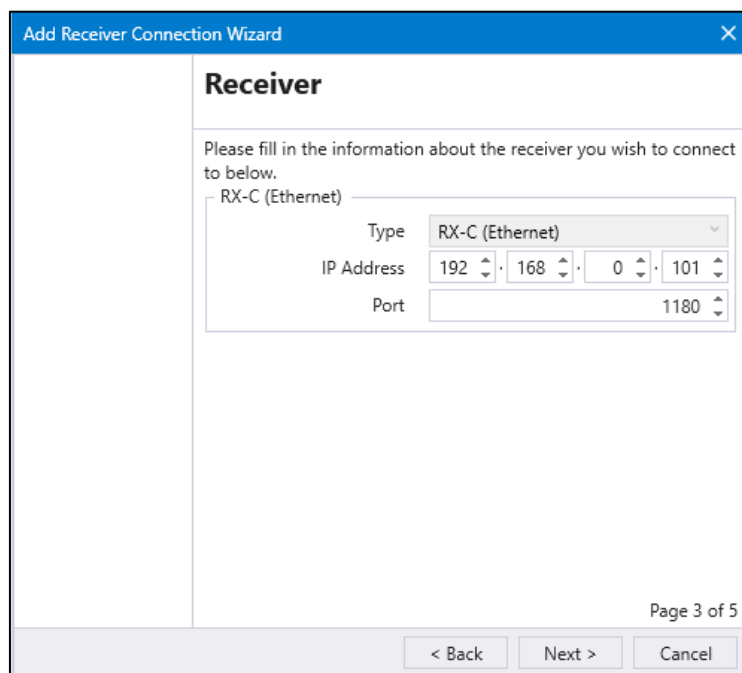 Add Receiver Connection Wizard
Receiver
Please fill in the information about the receiver you wish to connect
to below.
RX-C (Ethernet)
Type RX-C (Ethernet)
IP Address 192 . 168 . 0 . 101
Port 1180
Page 3 of 5
< Back Next > Cancel